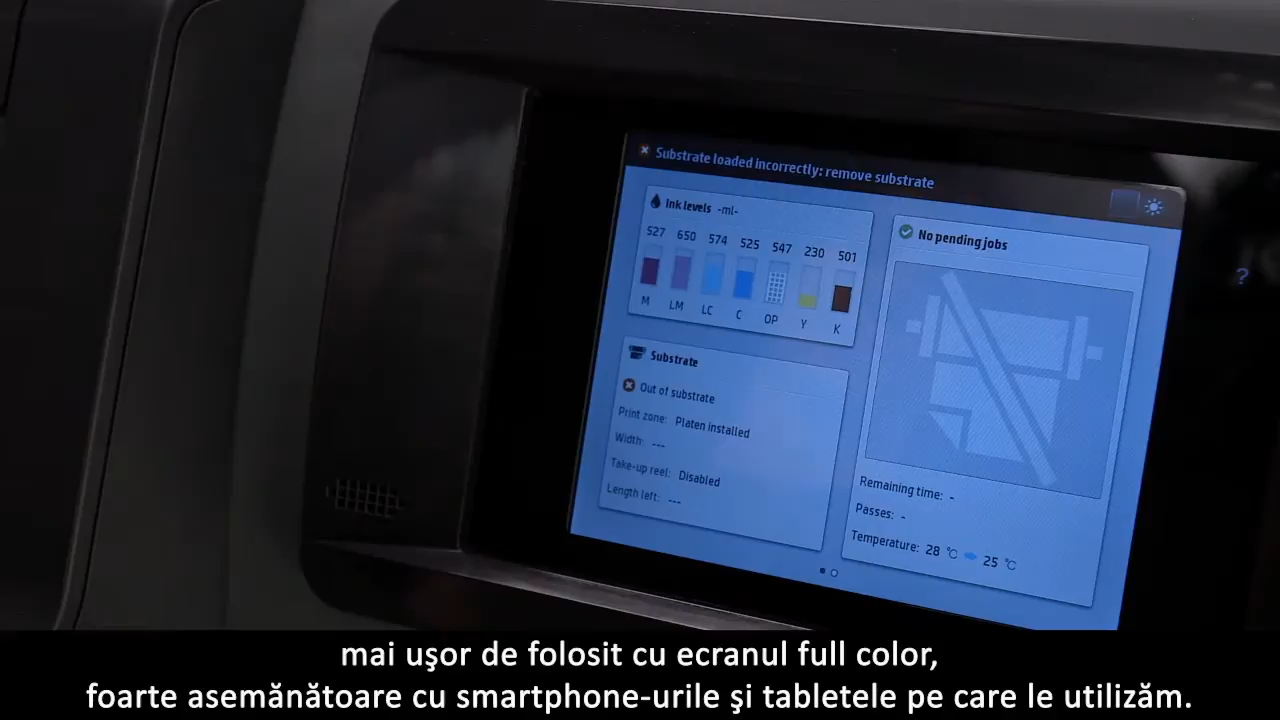 Substrate loaded incorrectly: remove substrate
Ink levels -ml-
527 650 574 525 547 230 501
M LM LC C OP Y K
Substrate
Out of substrate
Print zone: Platen installed
Width: ---
Take-up reel: Disabled
Length left: ---
No pending jobs
Remaining time: -
Passes: -
Temperature: 28 °C 25 °C
?
mai uşor de folosit cu ecranul full color,
foarte asemănătoare cu smartphone-urile şi tabletele pe care le utilizăm.